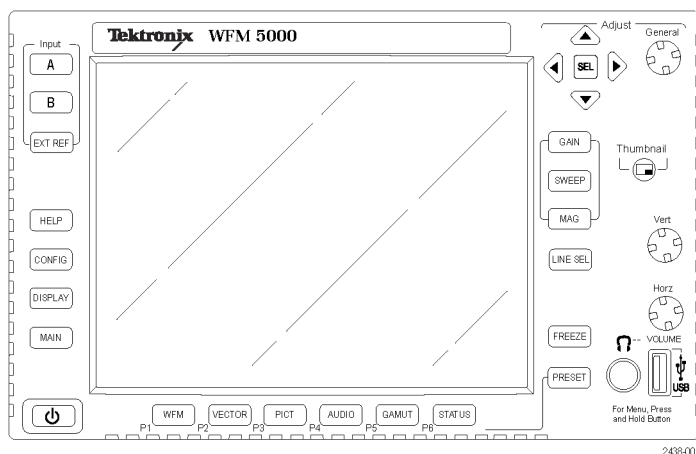 Tektronix WFM 5000
Input
A
B
EXT REF
HELP
CONFIG
DISPLAY
MAIN
Adjust
General
SEL
GAIN
SWEEP
MAG
LINE SEL
Thumbnail
Vert
Horz
FREEZE
VOLUME
PRESET
USB
For Menu, Press
and Hold Button
WFM VECTOR PICT AUDIO GAMUT STATUS
P1 P2 P3 P4 P5 P6
2438-00